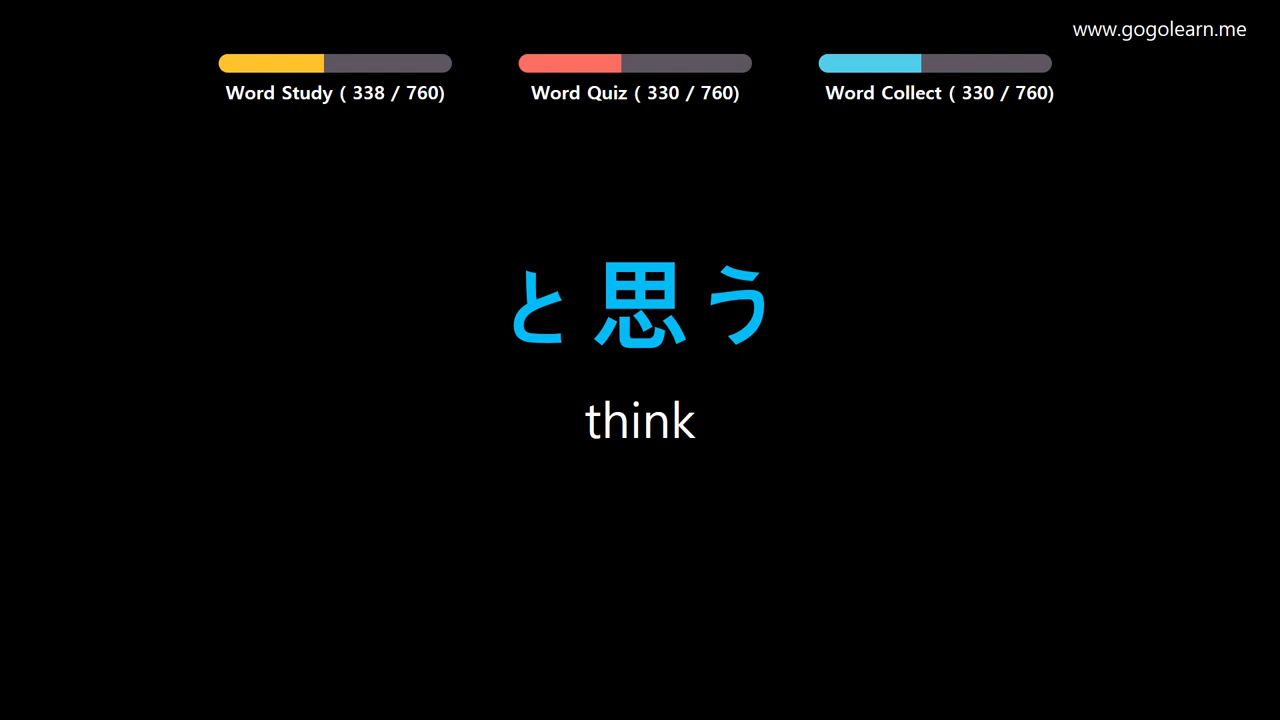 www.gogolearn.me
Word Study ( 338 / 760)
Word Quiz ( 330 / 760)
Word Collect ( 330 / 760)
と思う
think